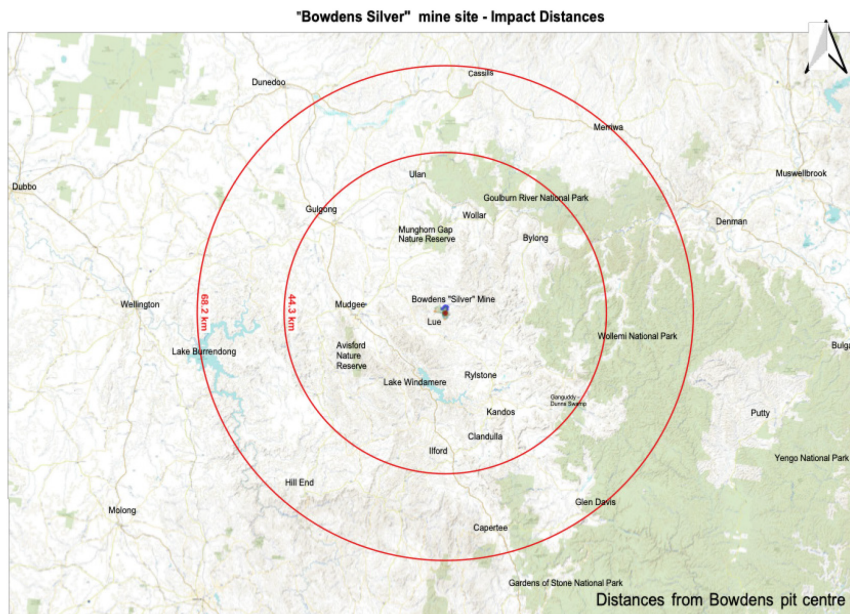 "Bowdens Silver" mine site - Impact Distances
Cassilis
Dunedoo
Merriwa
Ulan
Muswellbrook
Dubbo
Goulburn River National Park
Gulgong
Wollar
Denman
Munghorn Gap
Nature Reserve
Bylong
Bowdens "Silver" Mine
Wellington
68.2 km
44.3 km
Mudgee
Lue
Wollemi National Park
Lake Burrendong
Avisford
Nature
Reserve
Bulga
Rylstone
Lake Windamere
Ganguddy -
Dunns Swamp
Kandos
Putty
Clandulla
Ilford
Yengo National Park
Hill End
Glen Davis
Molong
Capertee
Gardens of Stone National Park
Distances from Bowdens pit centre